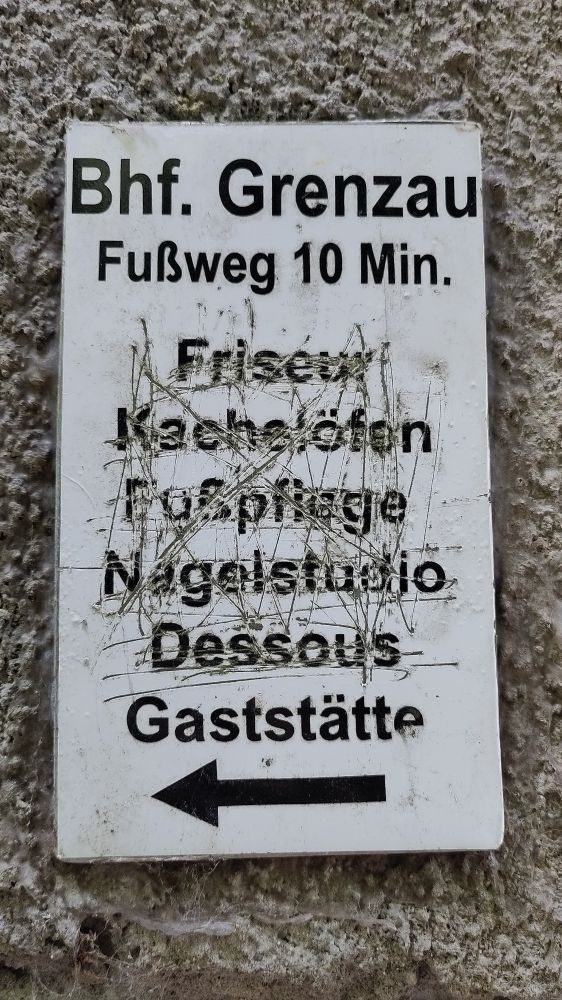 Bhf. Grenzau
Fußweg 10 Min.
Friseur
Kachelöfen
Fußpflege
Nagelstudio
Dessous
Gaststätte